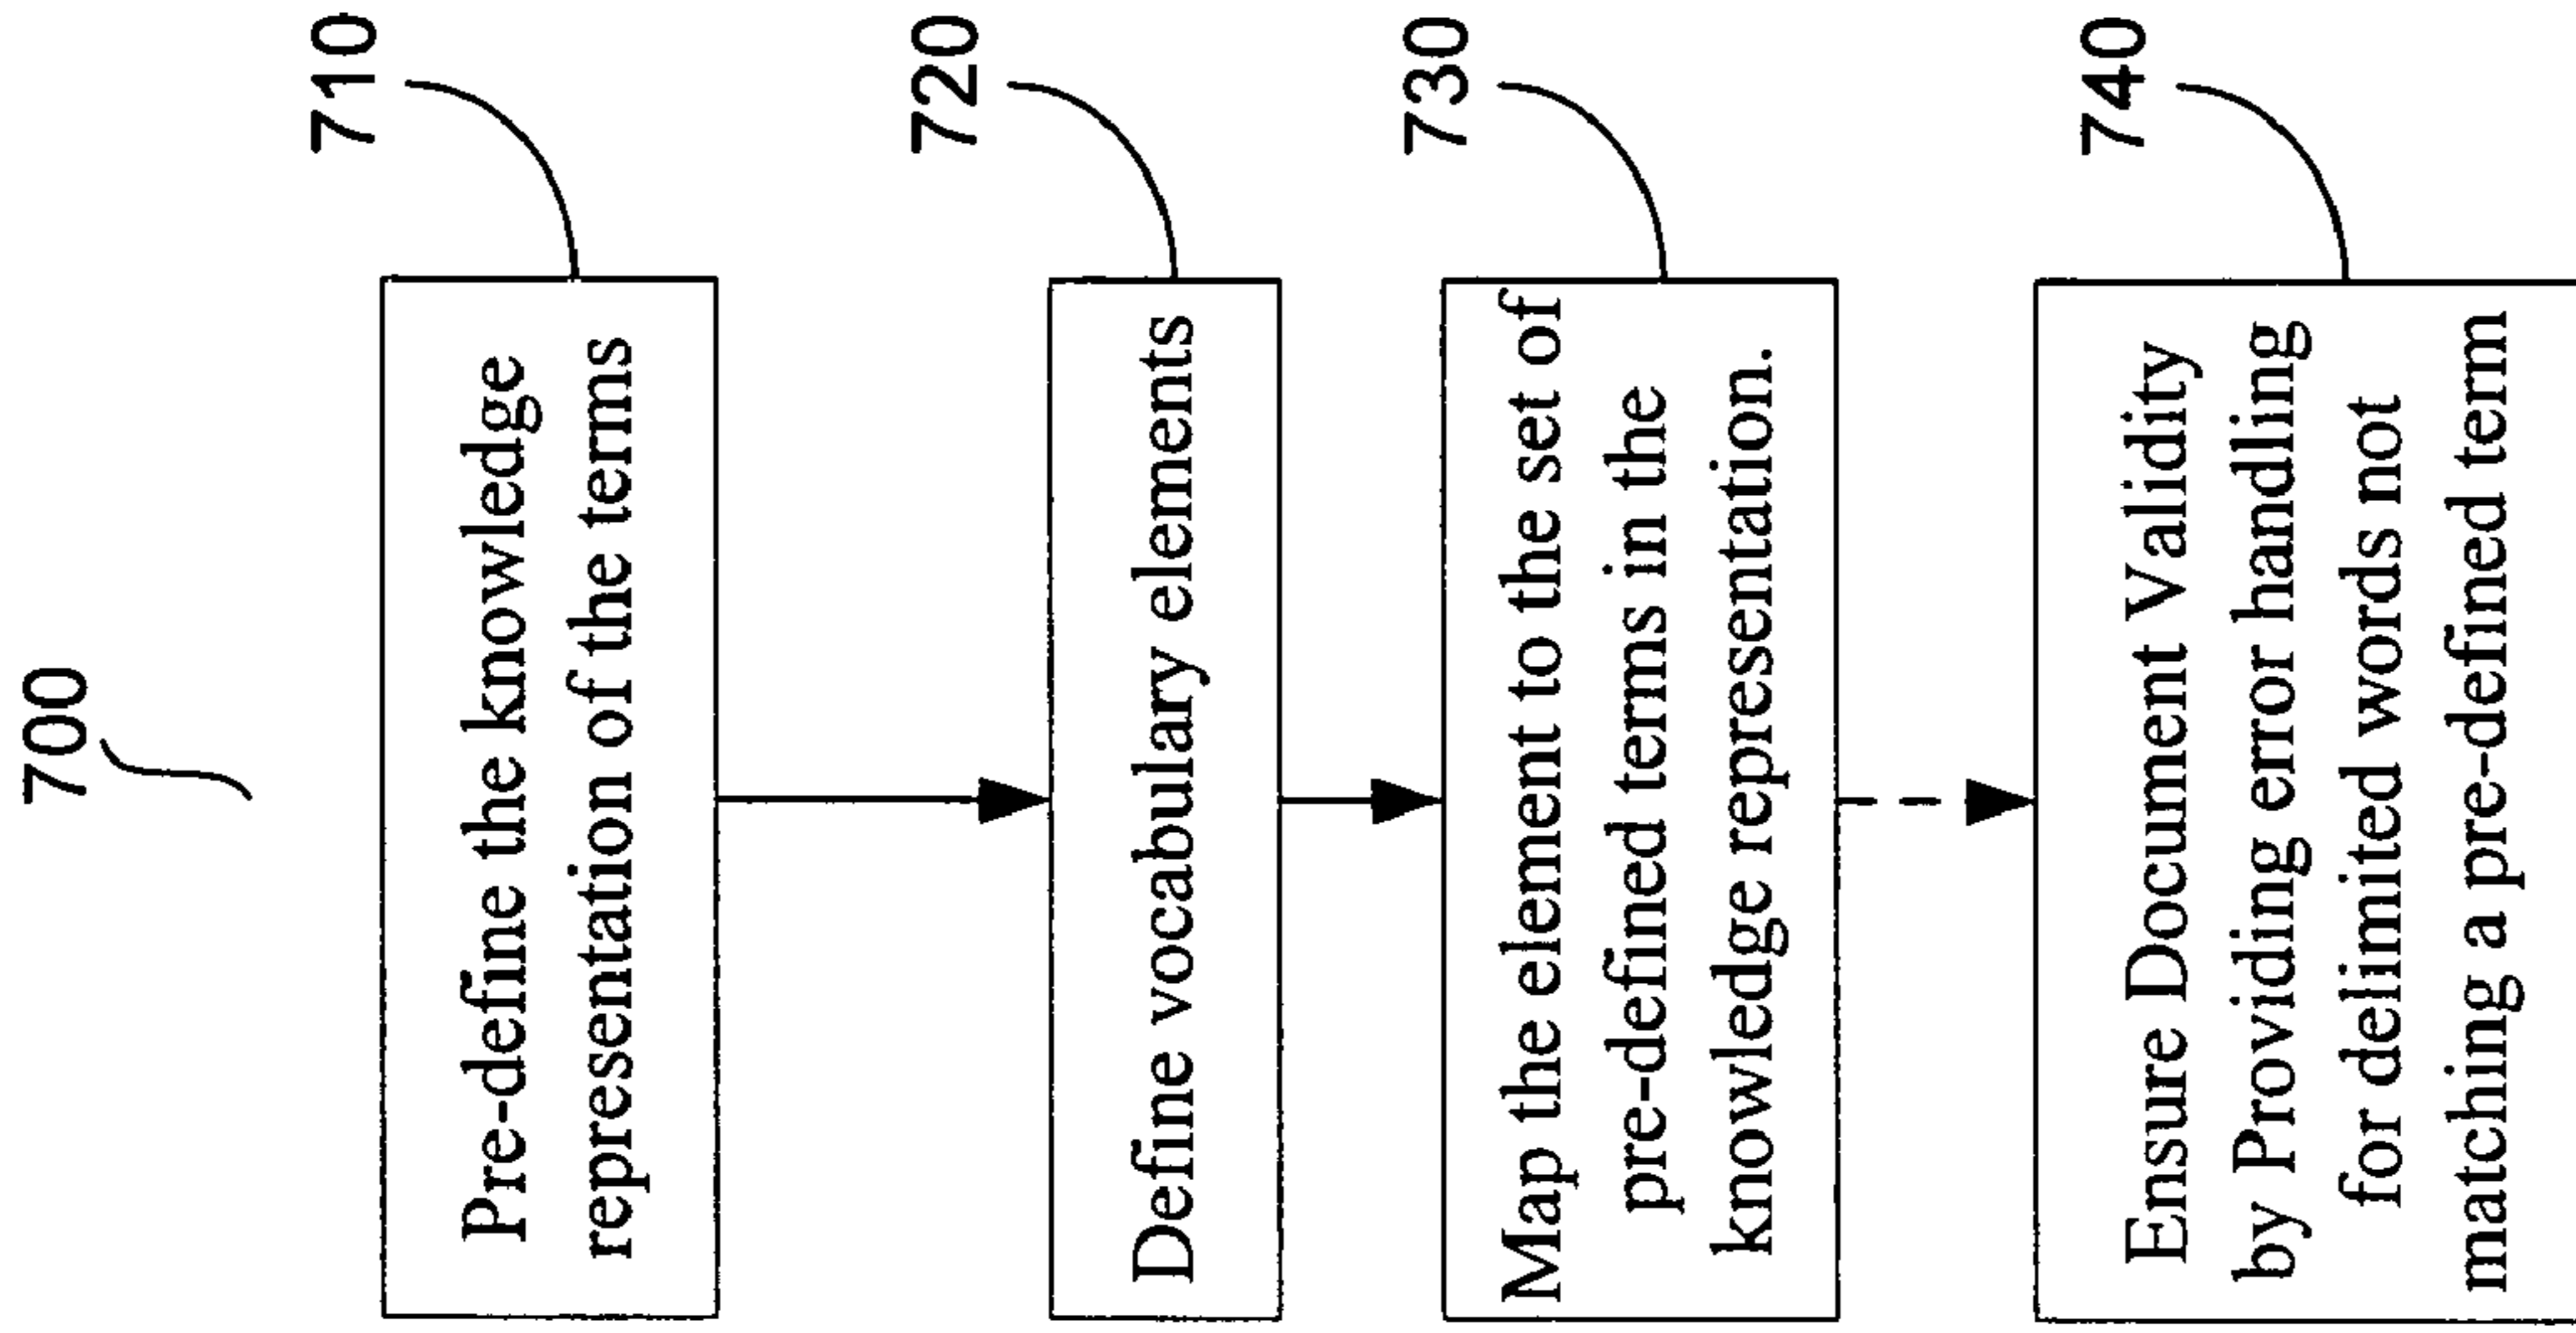 700
710
Pre-define the knowledge
representation of the terms
720
Define vocabulary elements
730
Map the element to the set of
pre-defined terms in the
knowledge representation.
740
Ensure Document Validity
by Providing error handling
for delimited words not
matching a pre-defined term